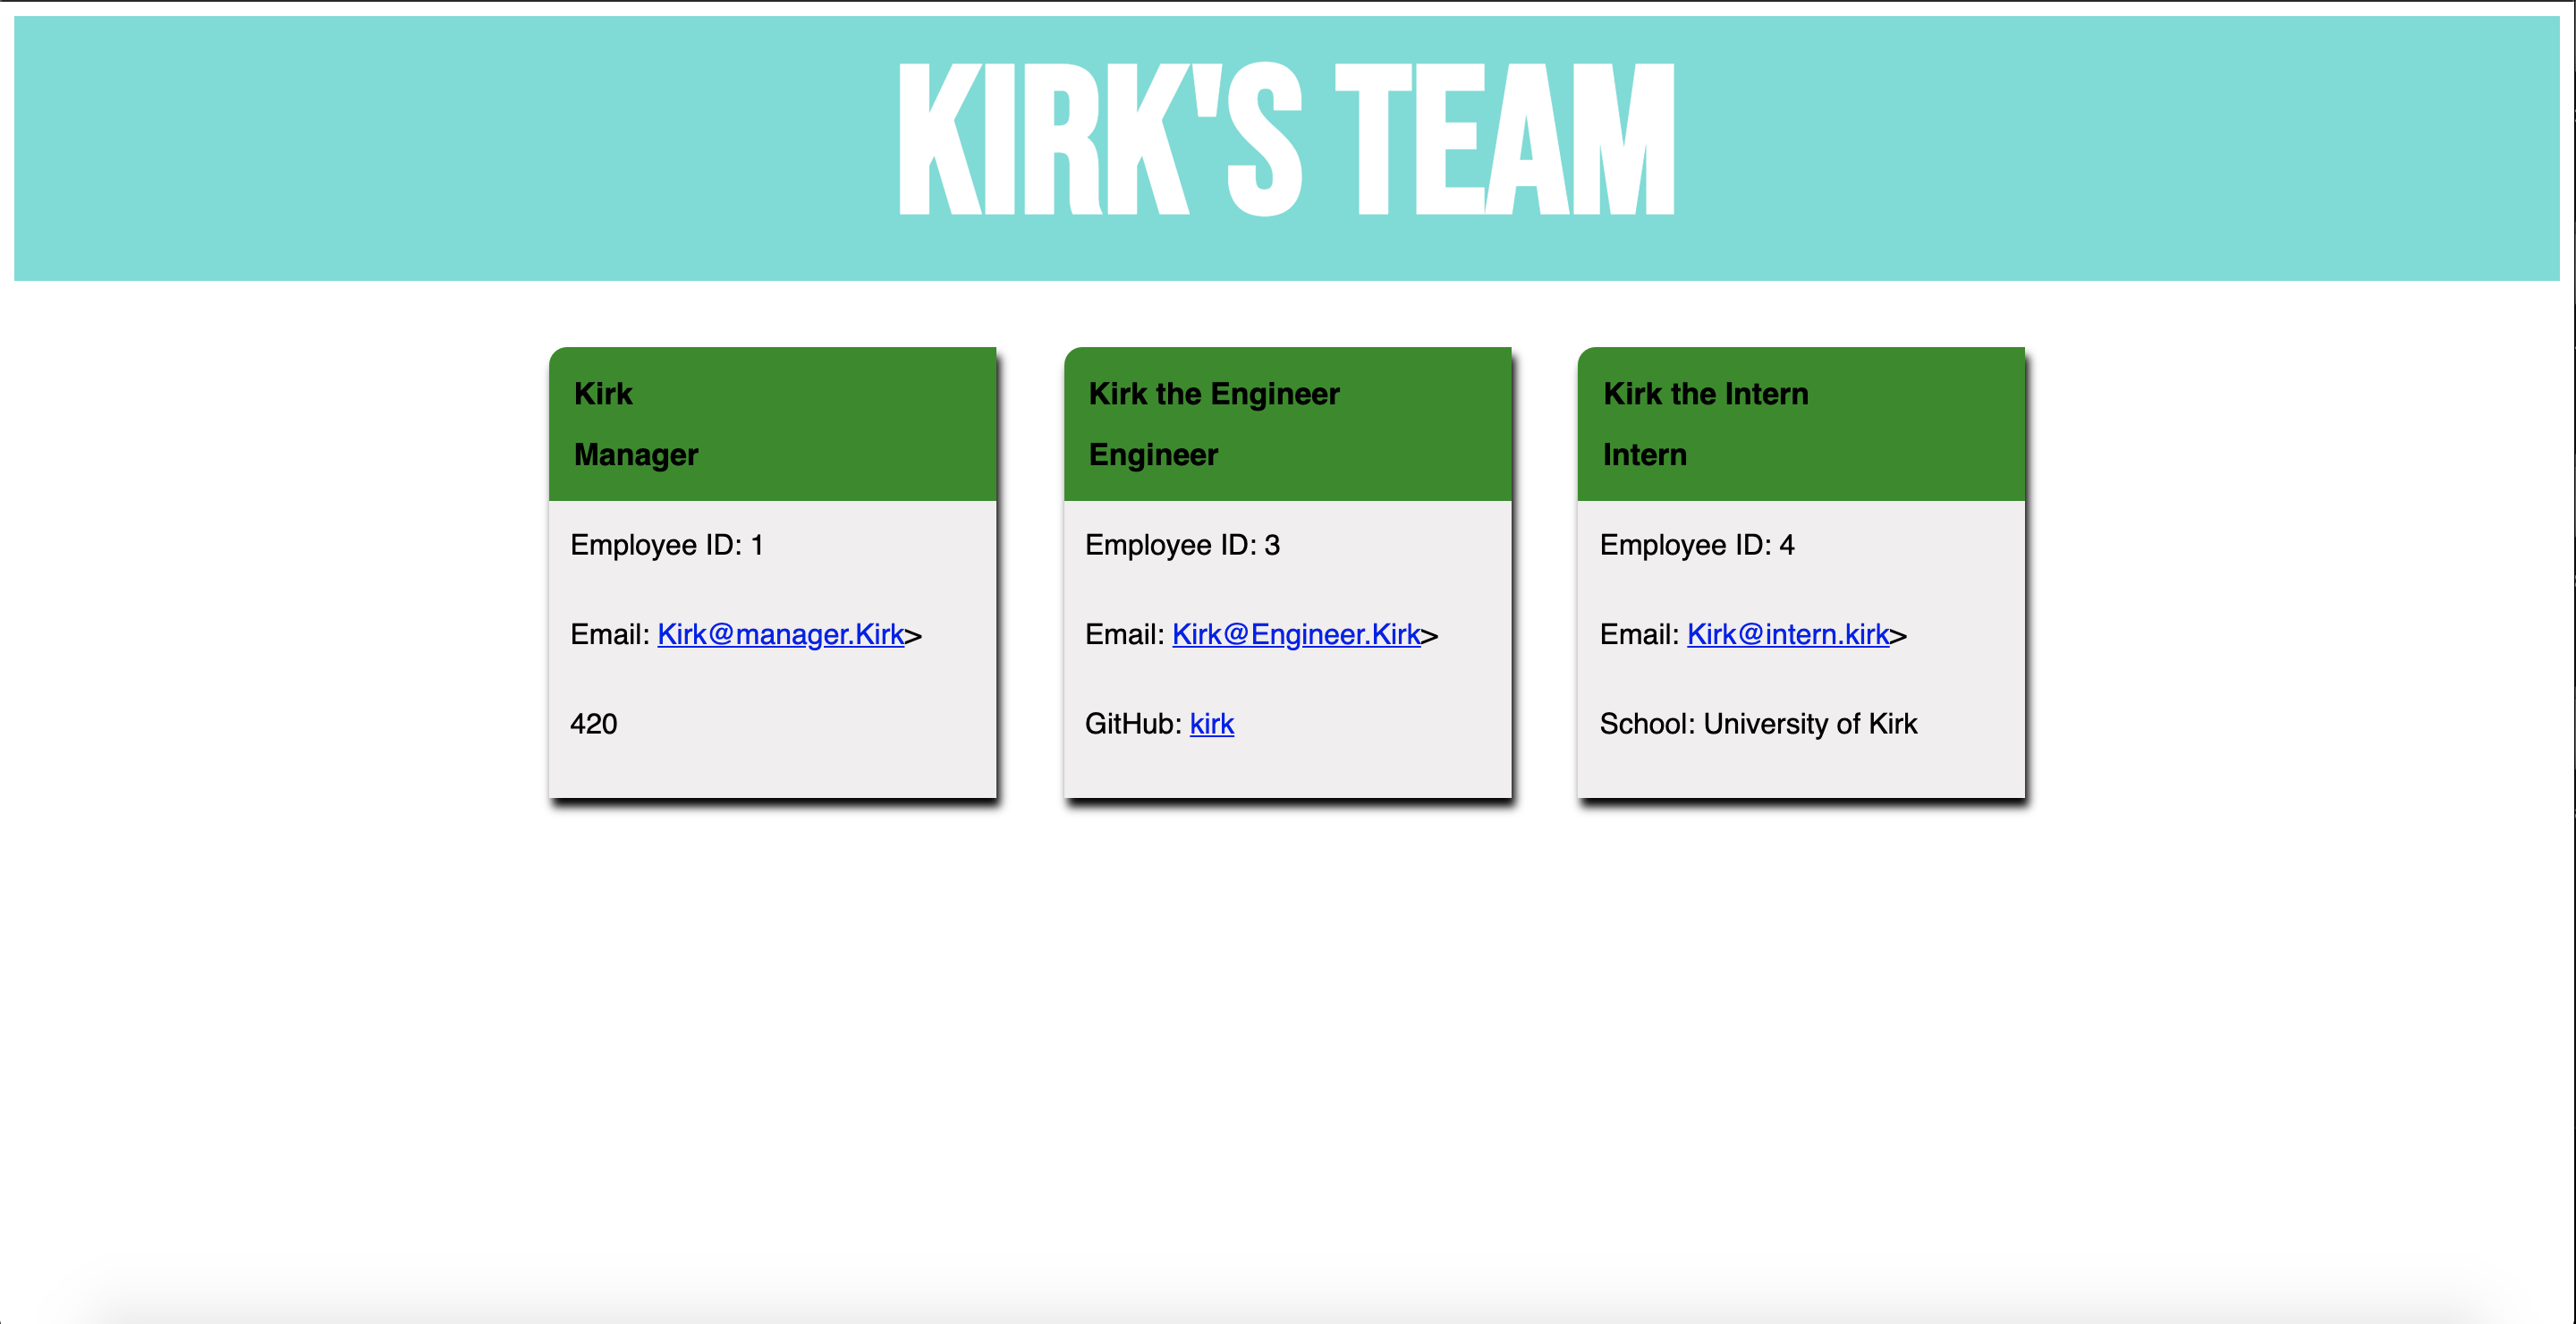 KIRK'S TEAM
Kirk
Manager
Employee ID: 1
Email: Kirk@manager.Kirk>
420
Kirk the Engineer
Engineer
Employee ID: 3
Email: Kirk@Engineer.Kirk>
GitHub: kirk
Kirk the Intern
Intern
Employee ID: 4
Email: Kirk@intern.kirk>
School: University of Kirk